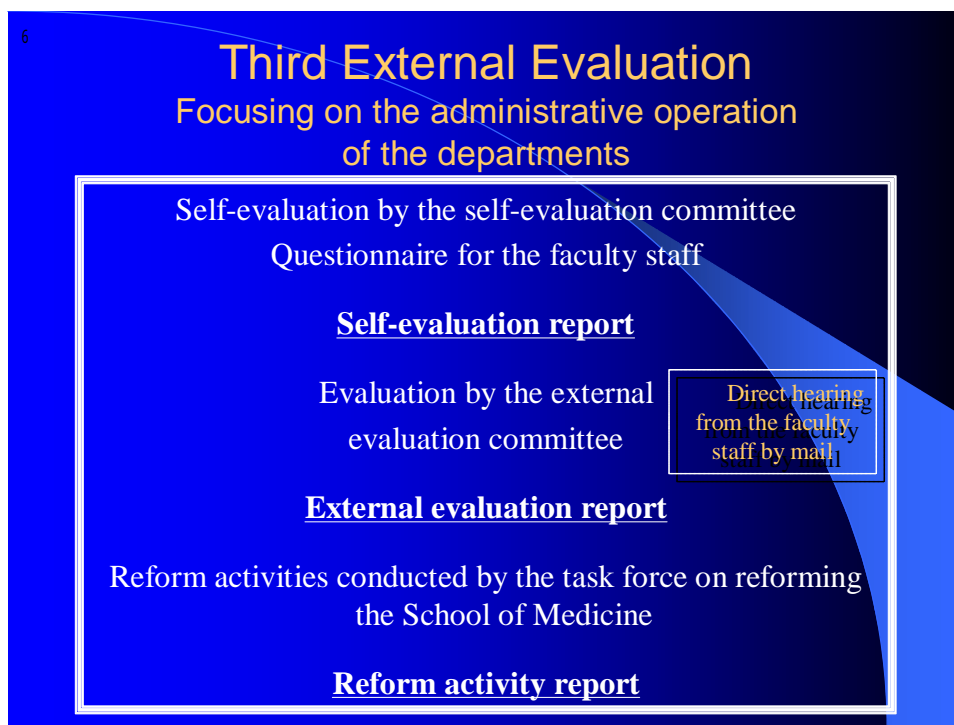 6
Third External Evaluation
Focusing on the administrative operation
of the departments
Self-evaluation by the self-evaluation committee
Questionnaire for the faculty staff
Self-evaluation report
Evaluation by the external
evaluation committee
Direct hearing
from the faculty
staff by mail
External evaluation report
Reform activities conducted by the task force on reforming
the School of Medicine
Reform activity report